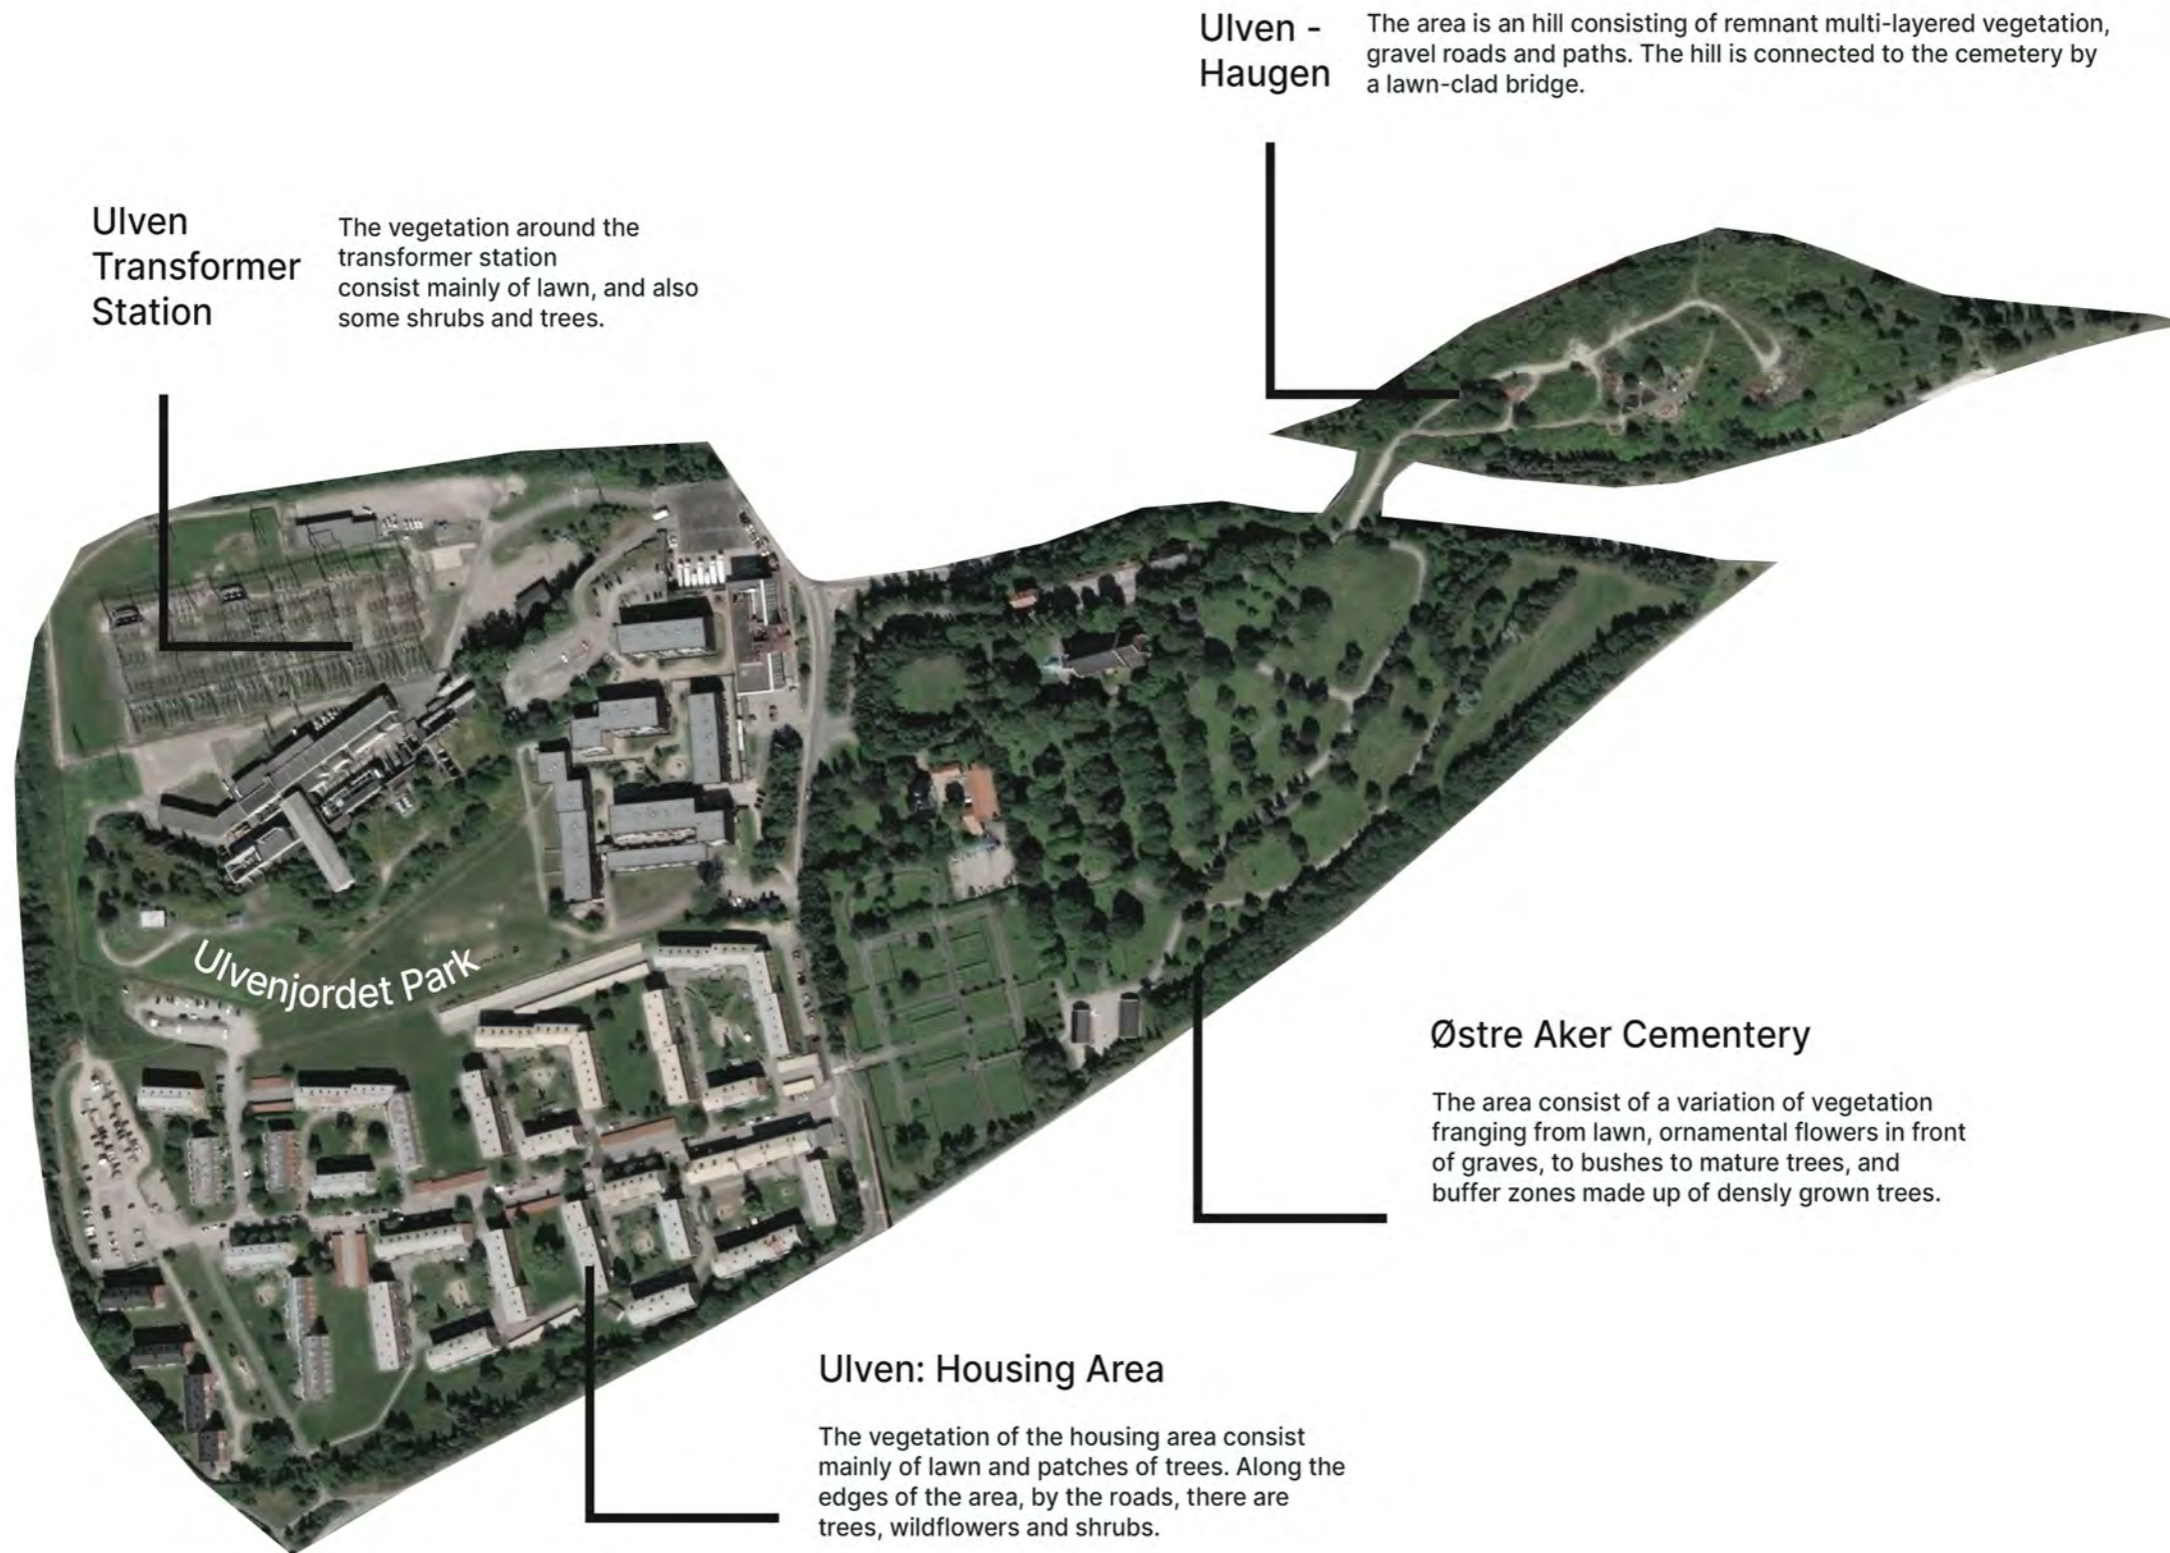 Ulven -
Haugen
The area is an hill consisting of remnant multi-layered vegetation,
gravel roads and paths. The hill is connected to the cemetery by
a lawn-clad bridge.
Ulven
Transformer
Station
The vegetation around the
transformer station
consist mainly of lawn, and also
some shrubs and trees.
Ulvenjordet Park
Østre Aker Cementery
The area consist of a variation of vegetation
franging from lawn, ornamental flowers in front
of graves, to bushes to mature trees, and
buffer zones made up of densly grown trees.
Ulven: Housing Area
The vegetation of the housing area consist
mainly of lawn and patches of trees. Along the
edges of the area, by the roads, there are
trees, wildflowers and shrubs.